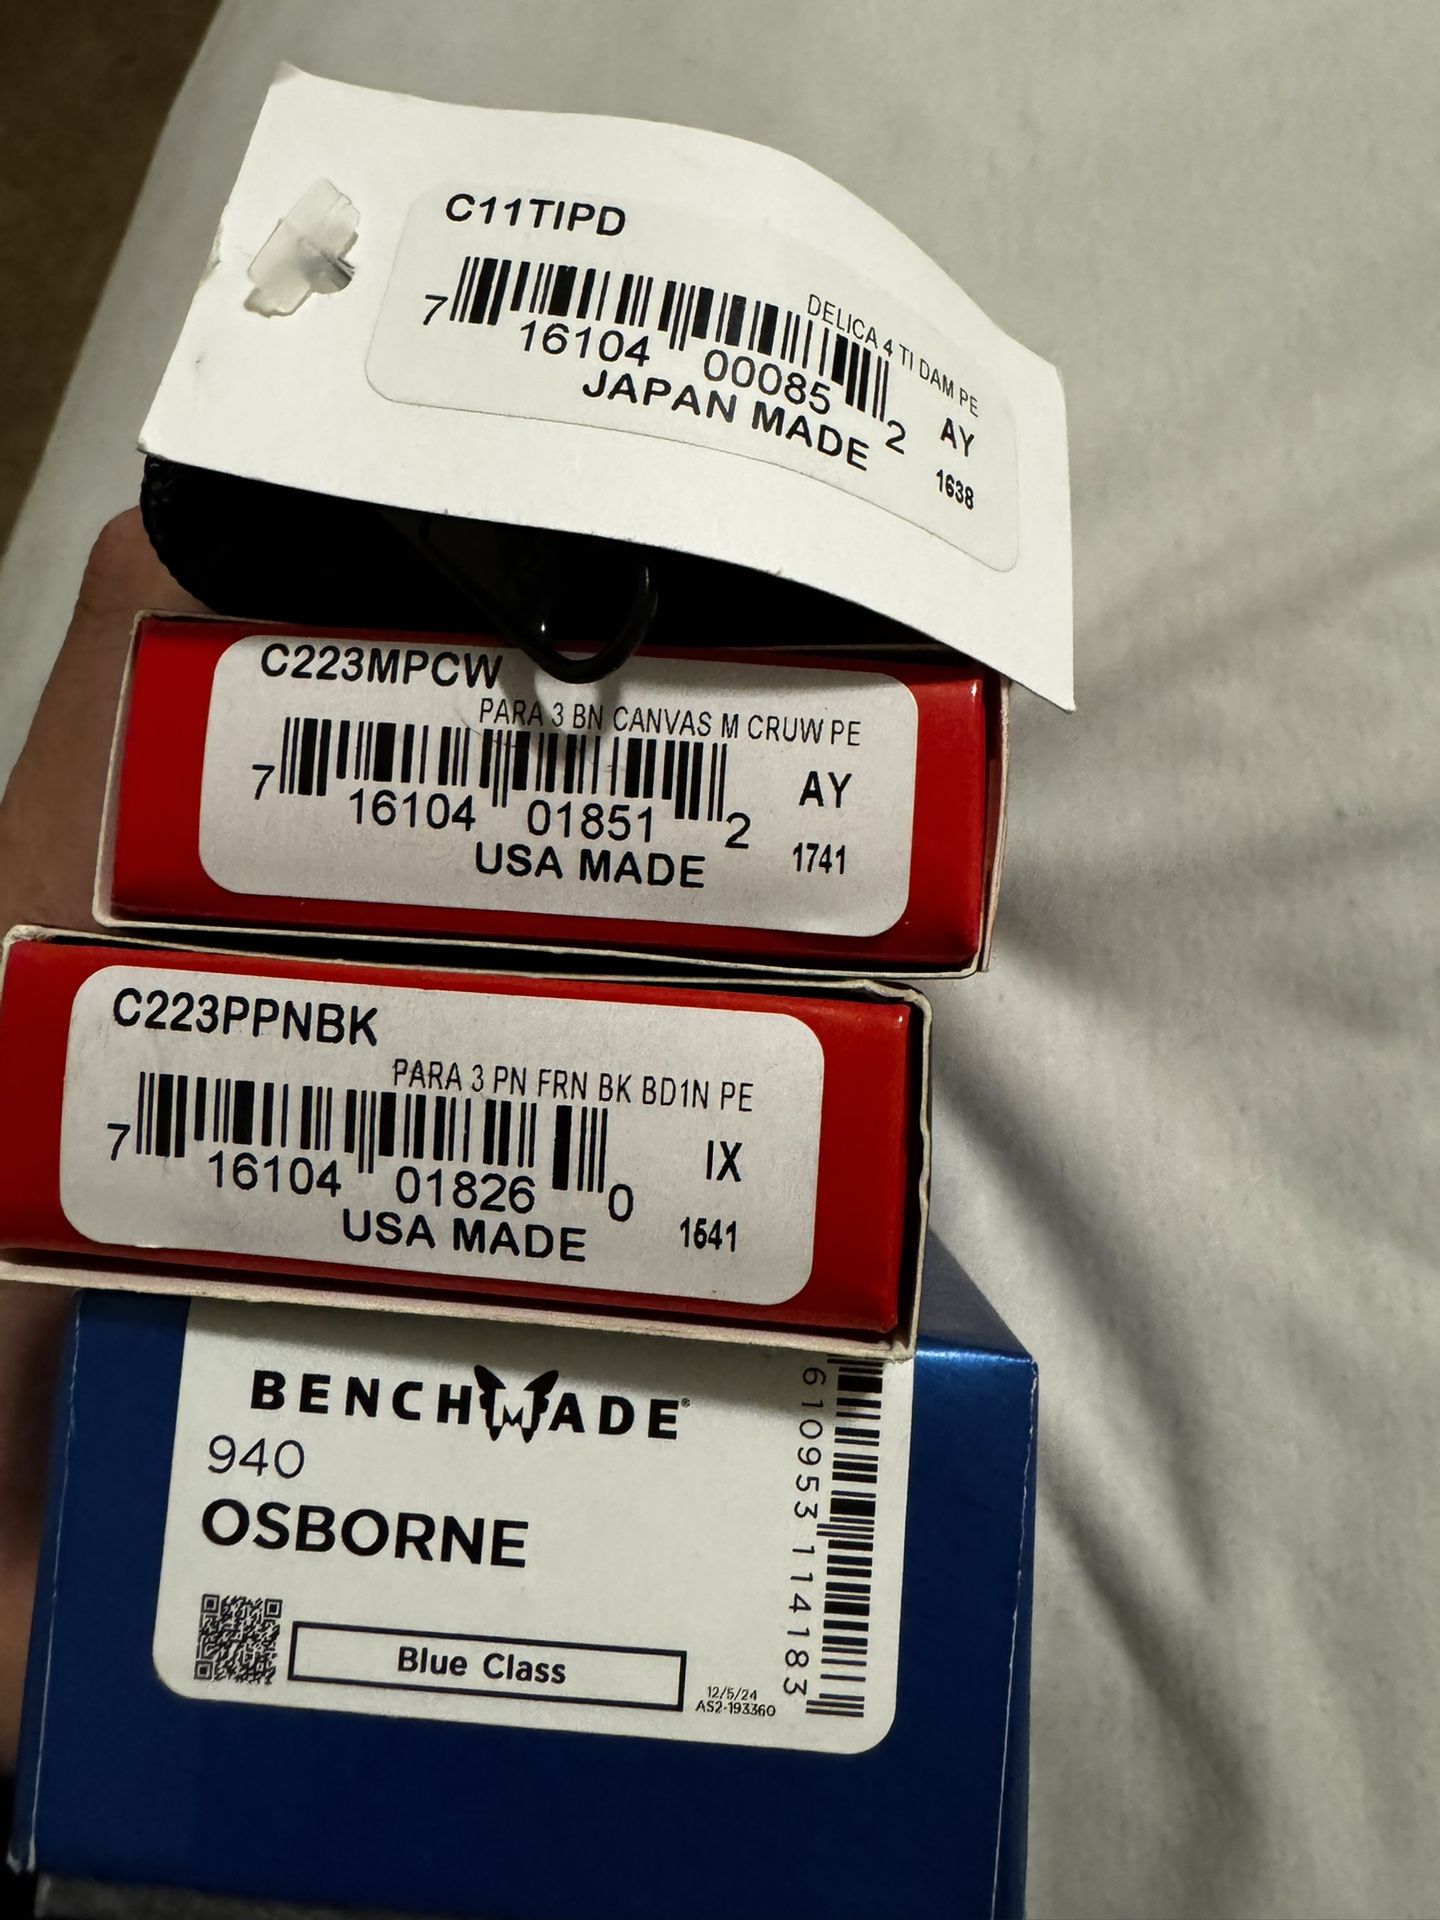 C11TIPD
DELICA 4 TI DAM PE
7 16104 00085 2
AY
JAPAN MADE
1638
C223MPCW
PARA 3 BN CANVAS M CRUW PE
7 16104 01851 2
AY
USA MADE
1741
C223PPNBK
PARA 3 PN FRN BK BD1N PE
7 16104 01826 0
IX
USA MADE
1541
BENCHMADE®
940
OSBORNE
Blue Class
12/5/24
AS2-193360
610953 114183